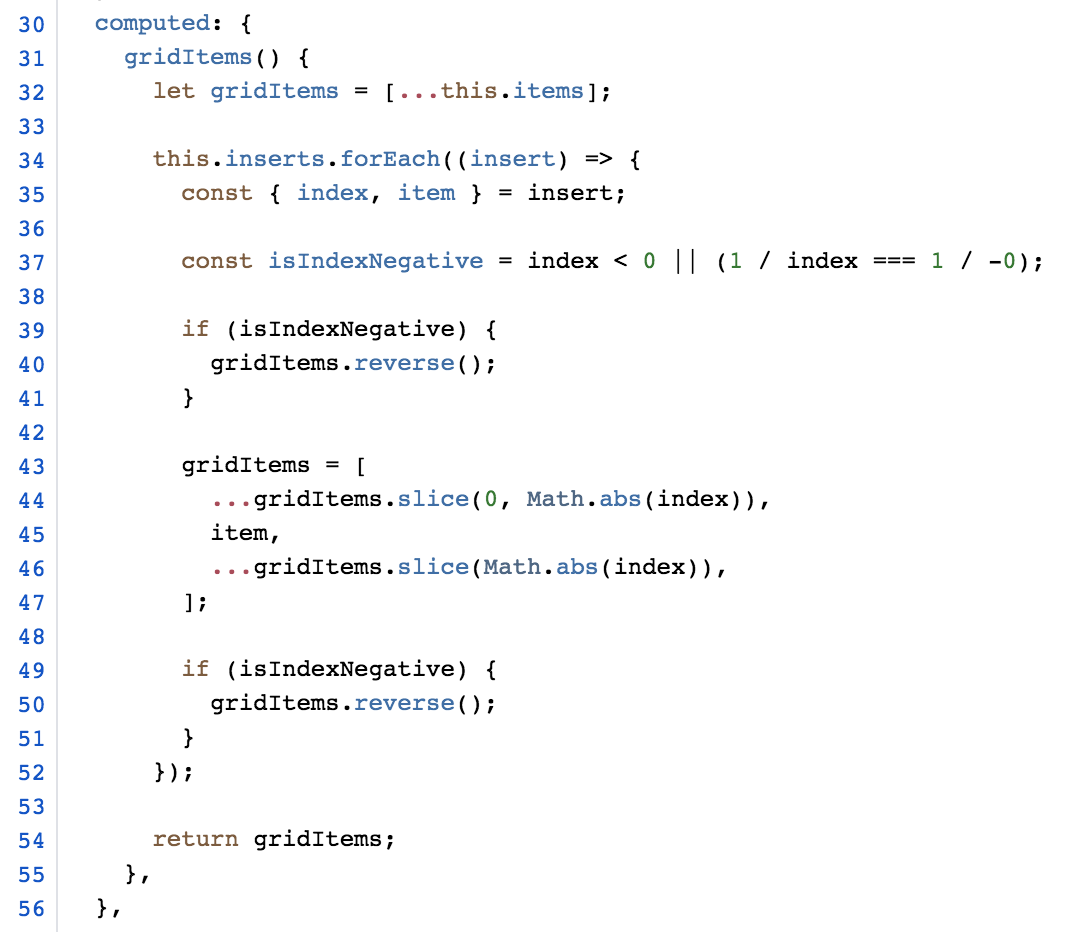 30 computed: {
31 gridItems() {
32 let gridItems = [...this.items];
33
34 this.inserts.forEach((insert) => {
35 const { index, item } = insert;
36
37 const isIndexNegative = index < 0 || (1 / index === 1 / -0);
38
39 if (isIndexNegative) {
40 gridItems.reverse();
41 }
42
43 gridItems = [
44 ...gridItems.slice(0, Math.abs(index)),
45 item,
46 ...gridItems.slice(Math.abs(index)),
47 ];
48
49 if (isIndexNegative) {
50 gridItems.reverse();
51 }
52 });
53
54 return gridItems;
55 },
56 },